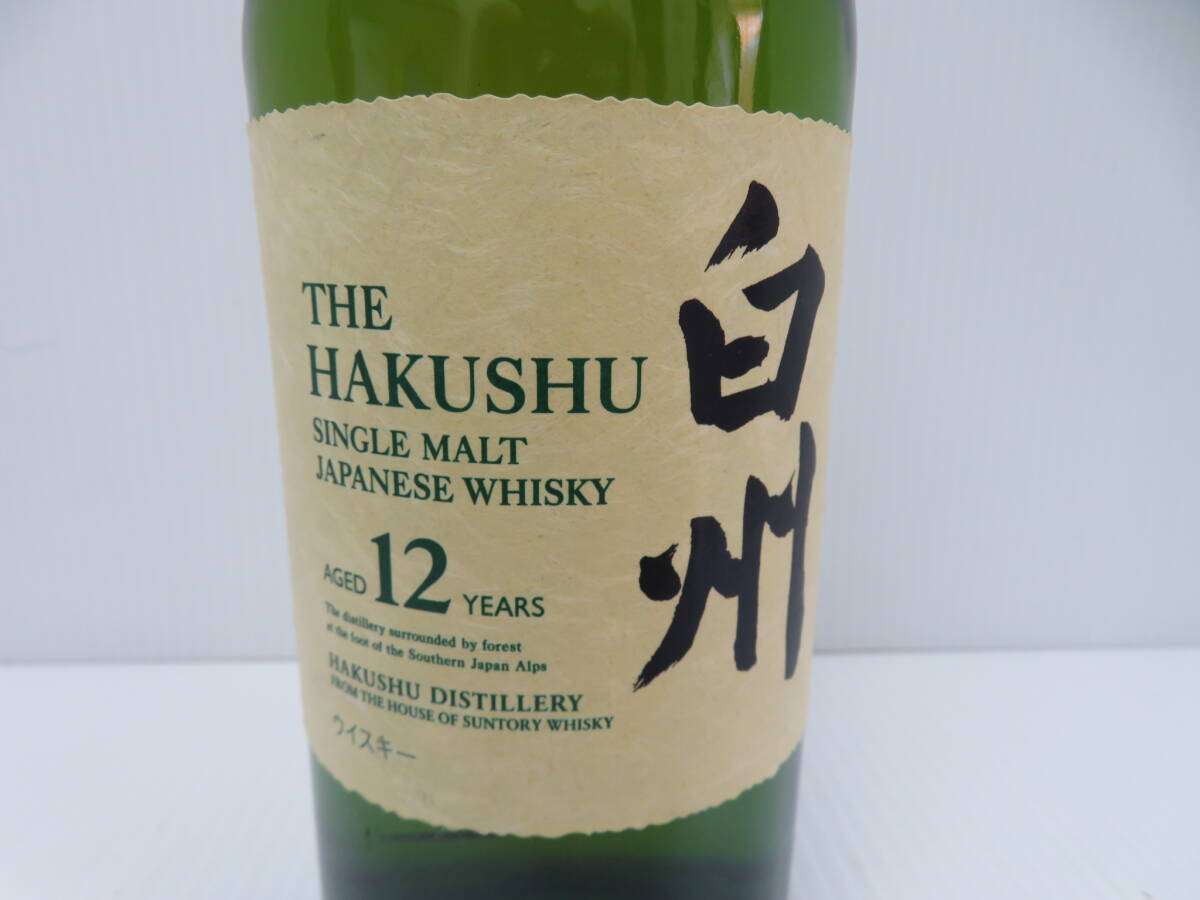 THE
HAKUSHU
SINGLE MALT
JAPANESE WHISKY
AGED 12 YEARS
The distillery surrounded by forest
at the foot of the Southern Japan Alps
HAKUSHU DISTILLERY
FROM THE HOUSE OF SUNTORY WHISKY
ウイスキー
白州